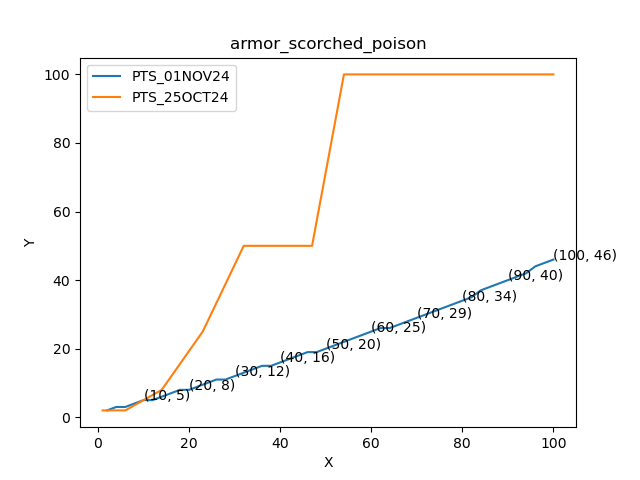 armor_scorched_poison
PTS_01NOV24
PTS_25OCT24
100
80
60
40
20
0
Y
(10, 5)
(20, 8)
(30, 12)
(40, 16)
(50, 20)
(60, 25)
(70, 29)
(80, 34)
(90, 40)
(100, 46)
0 20 40 60 80 100
X